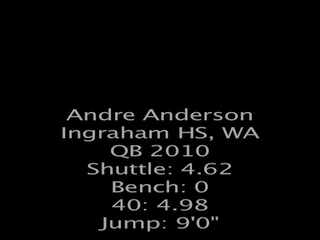 Andre Anderson
Ingraham HS, WA
QB 2010
Shuttle: 4.62
Bench: 0
40: 4.98
Jump: 9'0"